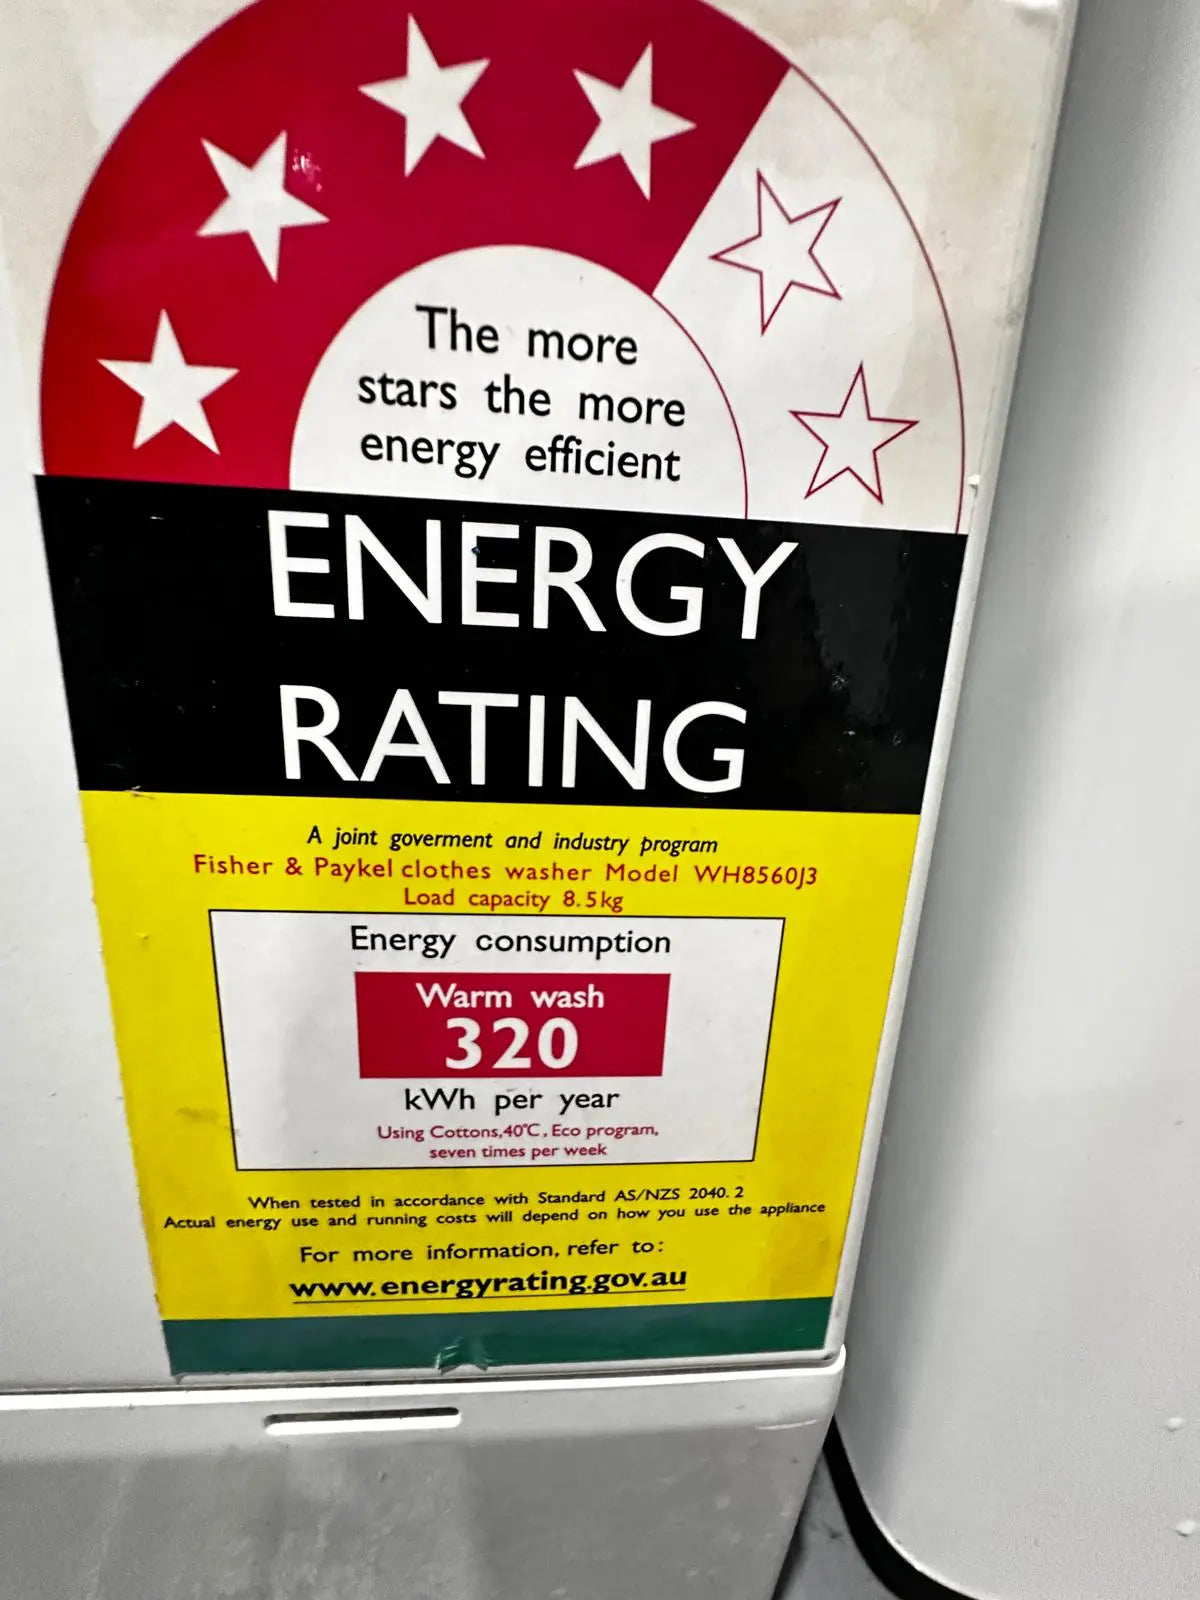 The more
stars the more
energy efficient
ENERGY
RATING
A joint goverment and industry program
Fisher & Paykel clothes washer Model WH8560J3
Load capacity 8.5kg
Energy consumption
Warm wash
320
kWh per year
Using Cottons,40°C, Eco program,
seven times per week
When tested in accordance with Standard AS/NZS 2040.2
Actual energy use and running costs will depend on how you use the appliance
For more information, refer to:
www.energyrating.gov.au